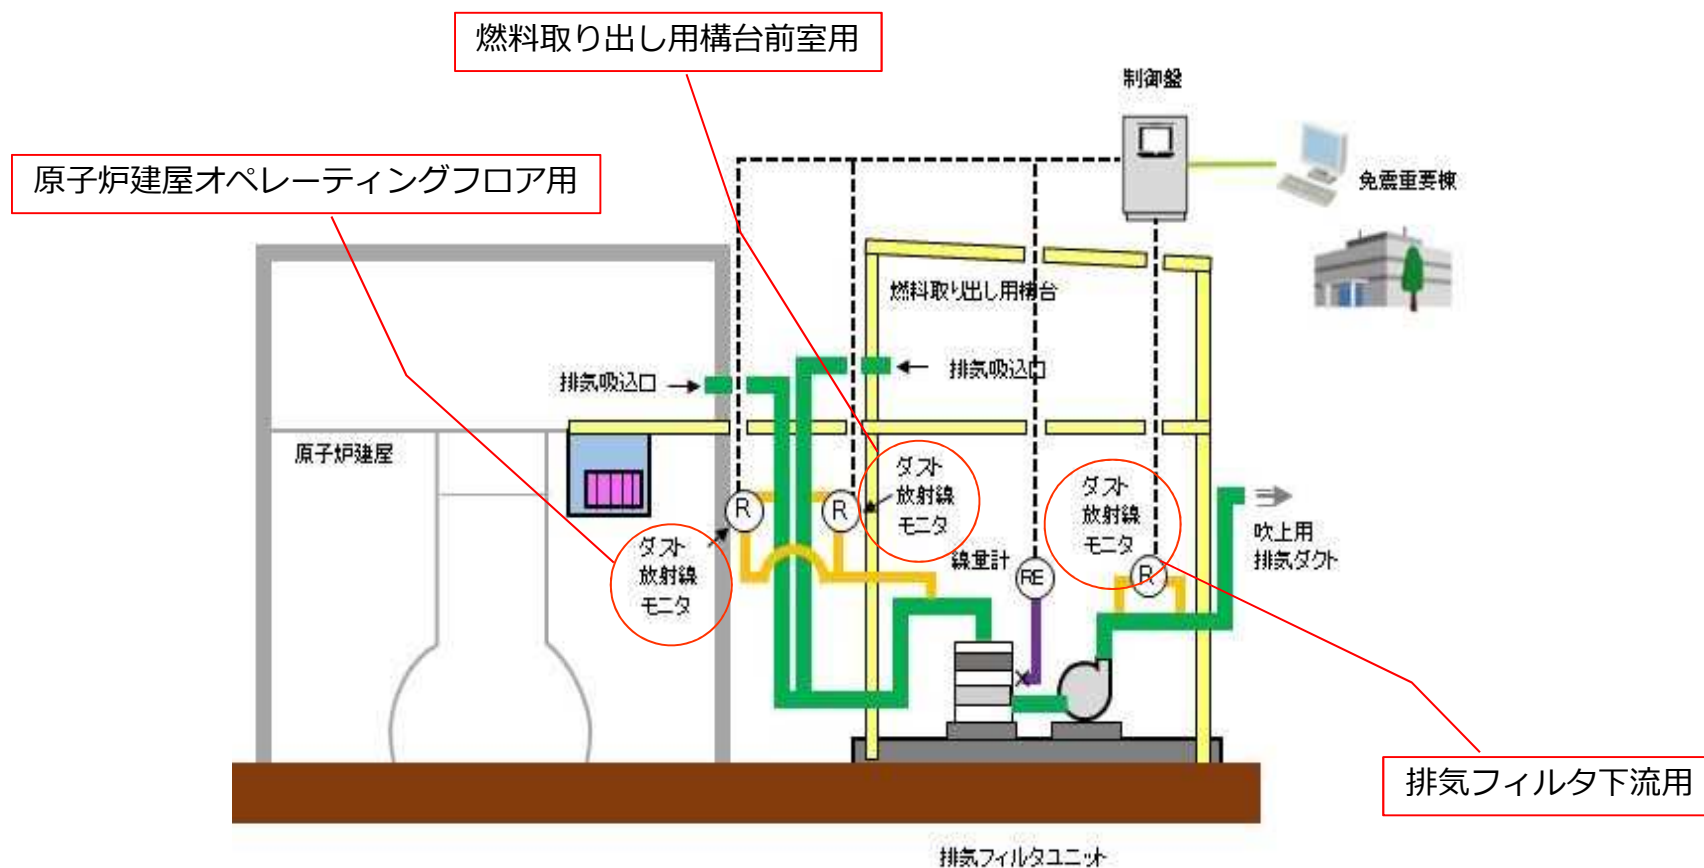 燃料取り出し用構台前室用
制御盤
原子炉建屋オペレーティングフロア用
免震重要棟
燃料取り出し用構台
排気吸込口
排気吸込口
原子炉建屋
ダスト
放射線
モニタ
ダスト
放射線
モニタ
R
R
ダスト
放射線
モニタ
線量計
RE
R
吹上用
排気ダクト
排気フィルタ下流用
排気フィルタユニット